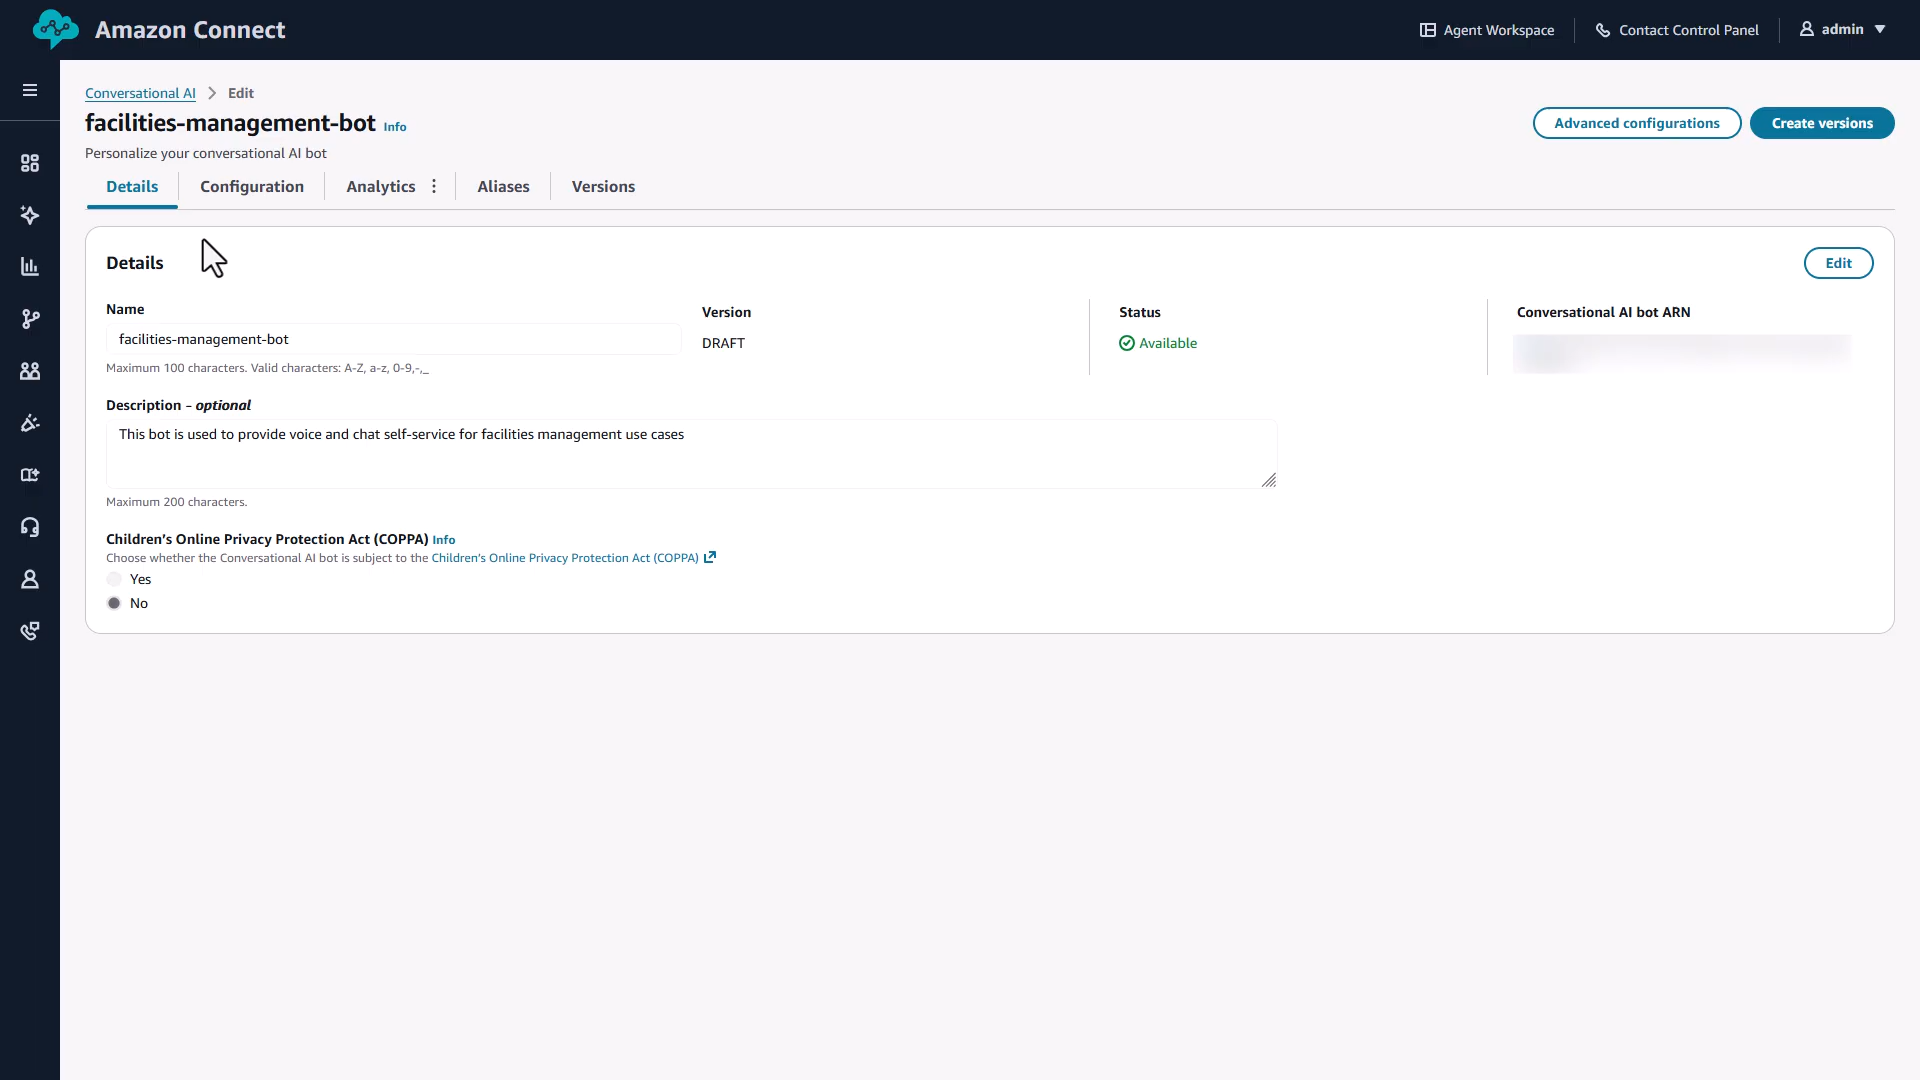 Amazon Connect
Agent Workspace
Contact Control Panel
admin
Conversational AI > Edit
facilities-management-bot Info
Personalize your conversational AI bot
Advanced configurations
Create versions
Details
Configuration
Analytics
Aliases
Versions
Details
Edit
Name
facilities-management-bot
Maximum 100 characters. Valid characters: A-Z, a-z, 0-9,-,_
Version
DRAFT
Status
Available
Conversational AI bot ARN
Description - optional
This bot is used to provide voice and chat self-service for facilities management use cases
Maximum 200 characters.
Children's Online Privacy Protection Act (COPPA) Info
Choose whether the Conversational AI bot is subject to the Children's Online Privacy Protection Act (COPPA)
Yes
No